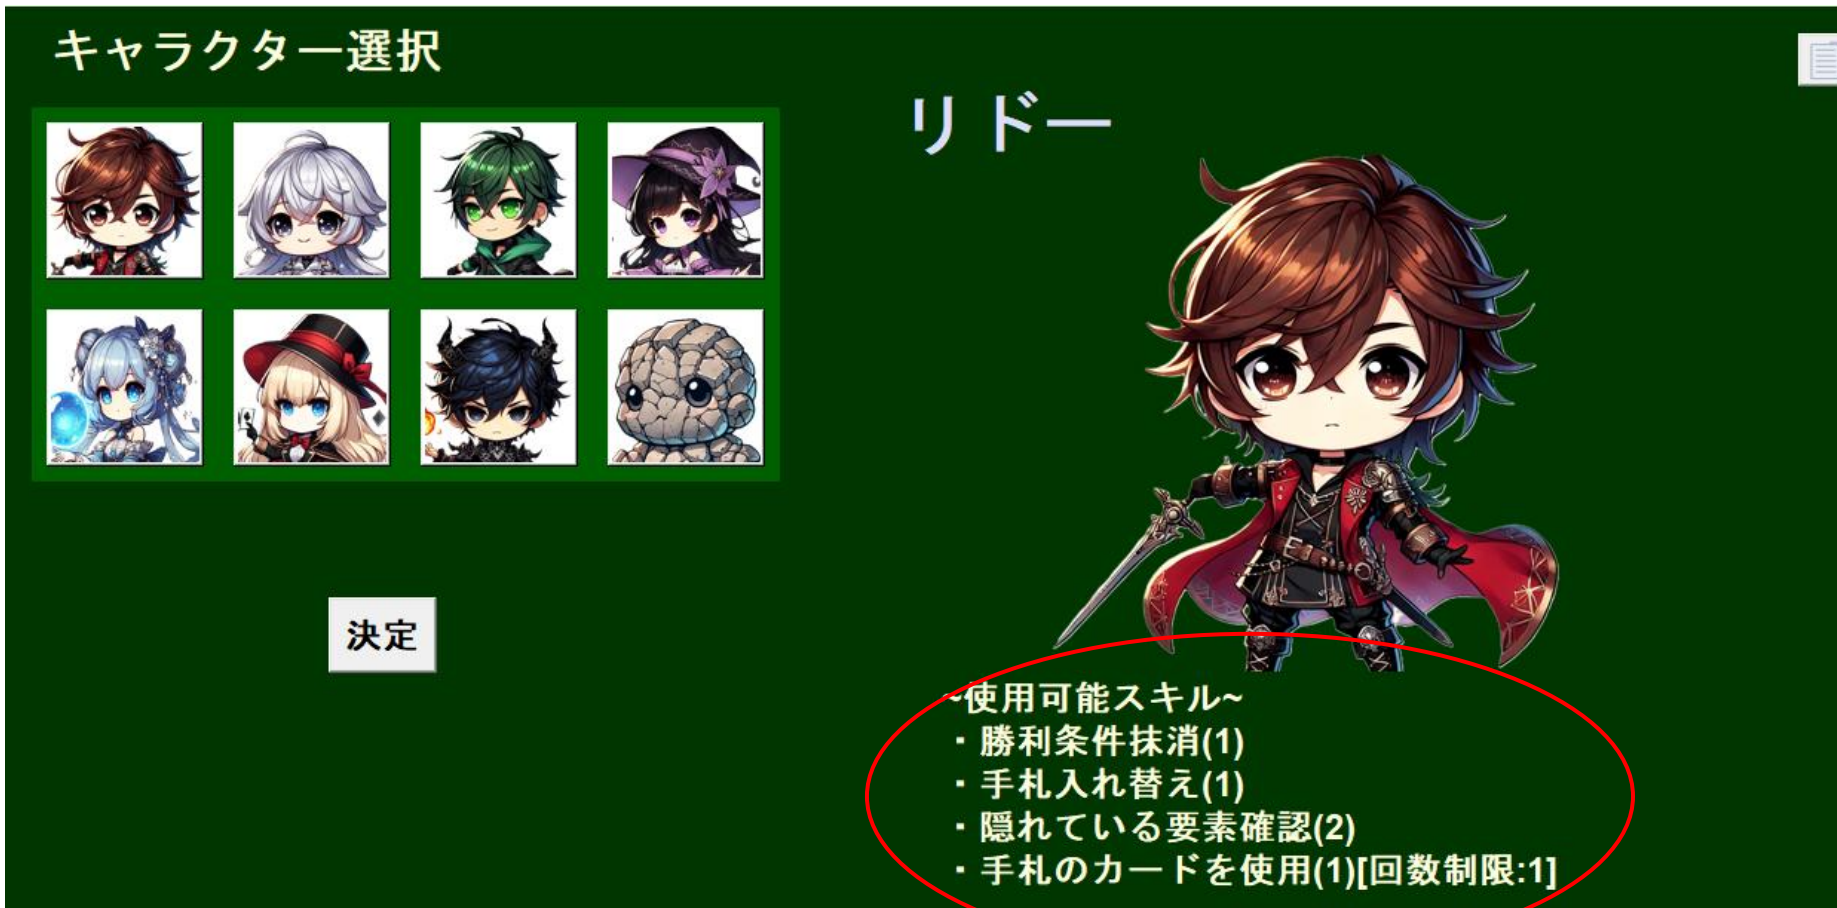 キャラクター選択
リドー
決定
~使用可能スキル~
・勝利条件抹消(1)
・手札入れ替え(1)
・隠れている要素確認(2)
・手札のカードを使用(1)[回数制限:1]